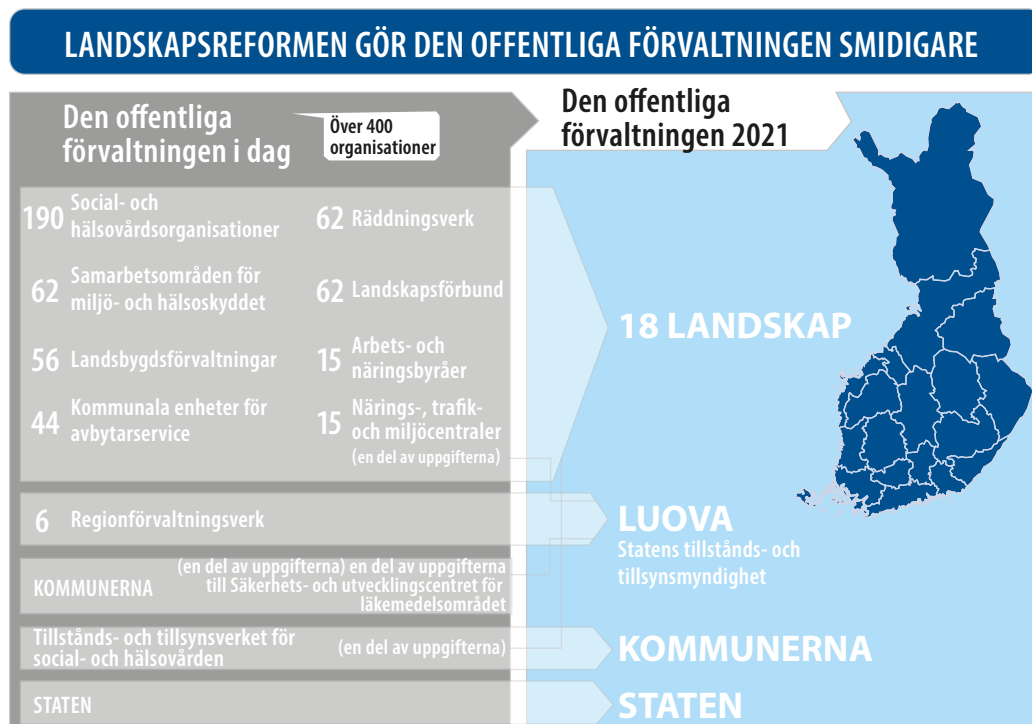 LANDSKAPSREFORMEN GÖR DEN OFFENTLIGA FÖRVALTNINGEN SMIDIGARE
Den offentliga
förvaltningen i dag
Över 400
organisationer
Den offentliga
förvaltningen 2021
190 Social- och
hälsovårdsorganisationer
62 Räddningsverk
62 Samarbetsområden för
miljö- och hälsoskyddet
62 Landskapsförbund
56 Landsbygdsförvaltningar
15 Arbets- och
näringsbyråer
44 Kommunala enheter för
avbytarservice
15 Närings-, trafik-
och miljöcentraler
(en del av uppgifterna)
18 LANDSKAP
6 Regionförvaltningsverk
LUOVA
Statens tillstånds- och
tillsynsmyndighet
KOMMUNERNA
(en del av uppgifterna) en del av uppgifterna
till Säkerhets- och utvecklingscentret för
läkemedelsområdet
Tillstånds- och tillsynsverket för
social- och hälsovården
(en del av uppgifterna)
KOMMUNERNA
STATEN
STATEN